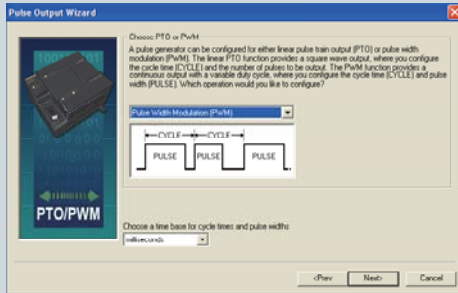 Pulse Output Wizard
Choose PTO or PWM
A pulse generator can be configured for either linear pulse train output (PTO) or pulse
width modulation (PWM). The linear PTO function provides a square wave output, where you configure
the cycle time (CYCLE) and the number of pulses to be output. The PWM function provides a
continuous output with a variable duty cycle, where you configure the cycle time (CYCLE) and pulse
width (PULSE). Which operation would you like to configure?
Pulse Width Modulation (PWM)
CYCLE CYCLE
PULSE PULSE PULSE
PTO/PWM
Choose a time base for cycle times and pulse widths
milliseconds
<Prev Next> Cancel